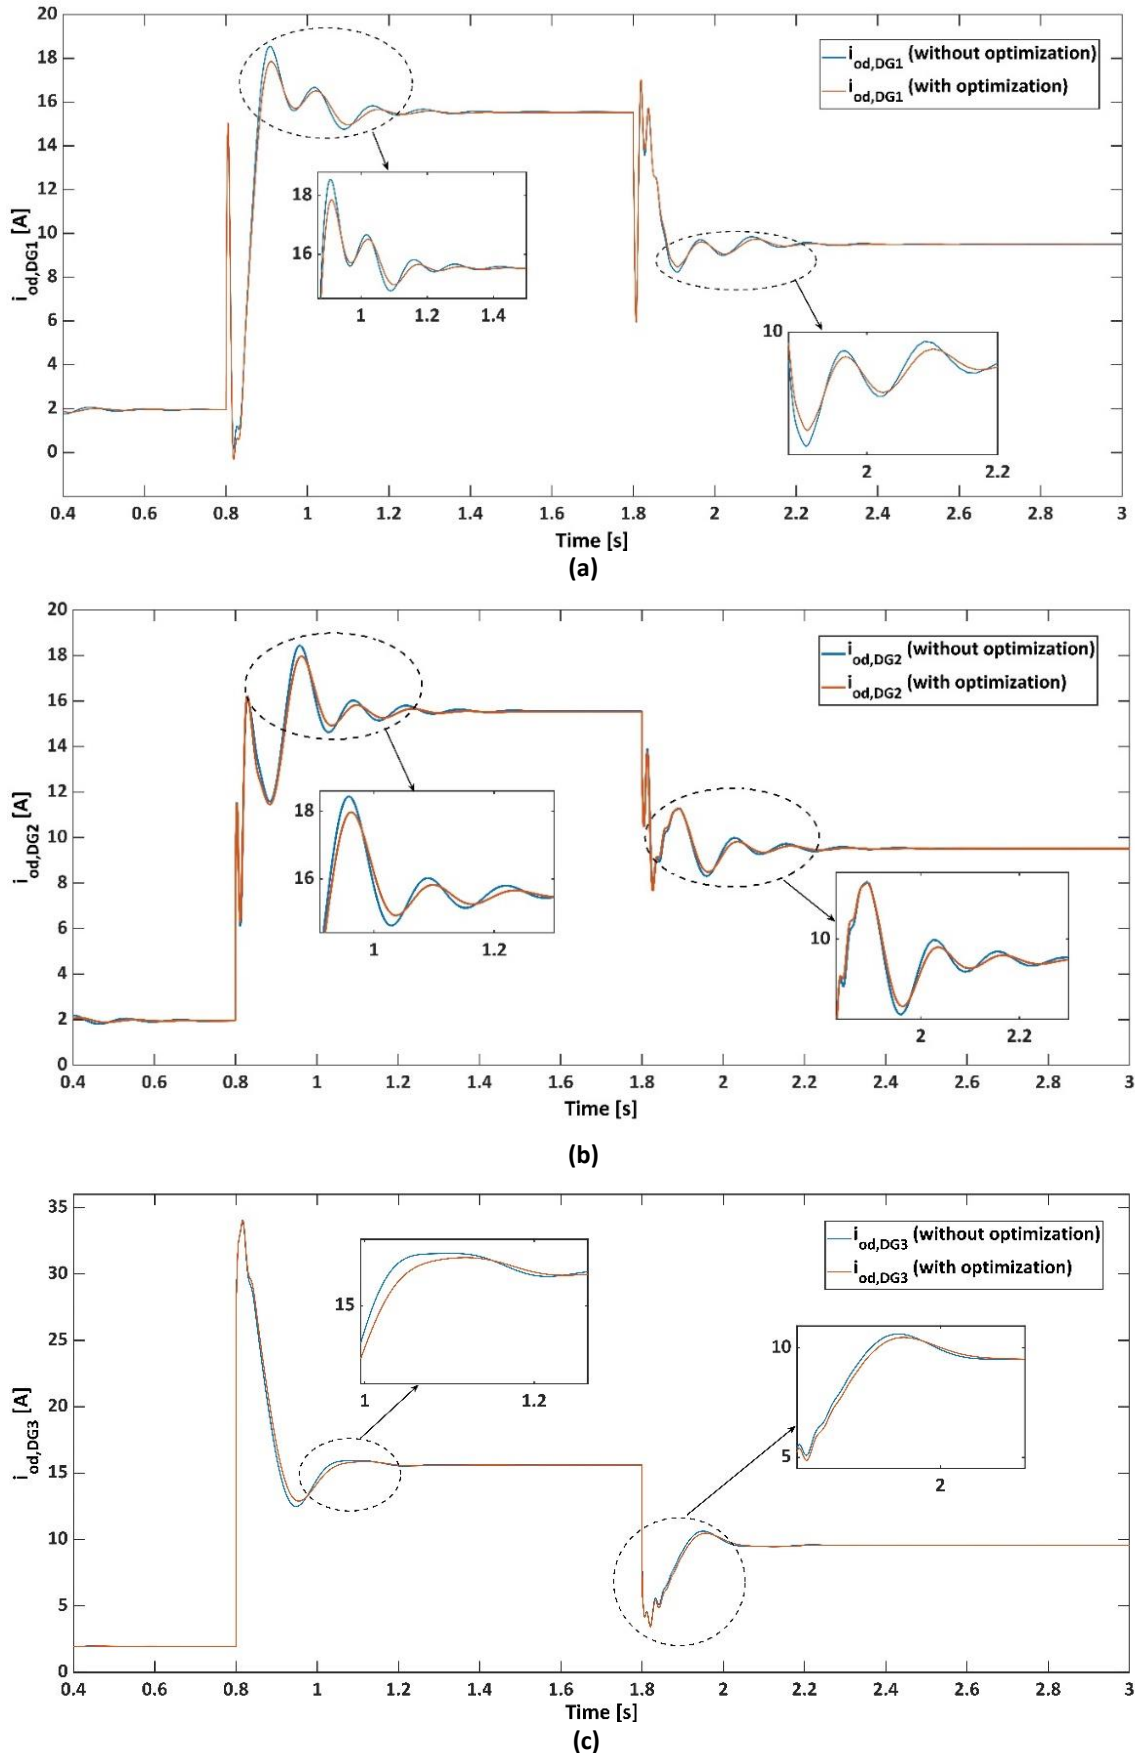 20
18
16
14
12
10
8
6
4
2
0
i_od,DG1 [A]
i_od,DG1 (without optimization)
i_od,DG1 (with optimization)
18
16
1 1.2 1.4
10
2 2.2
0.4 0.6 0.8 1 1.2 1.4 1.6 1.8 2 2.2 2.4 2.6 2.8 3
Time [s]
(a)
20
18
16
14
12
10
8
6
4
2
0
i_od,DG2 [A]
i_od,DG2 (without optimization)
i_od,DG2 (with optimization)
18
16
1 1.2
10
2 2.2
0.4 0.6 0.8 1 1.2 1.4 1.6 1.8 2 2.2 2.4 2.6 2.8 3
Time [s]
(b)
35
30
25
20
15
10
5
0
i_od,DG3 [A]
i_od,DG3 (without optimization)
i_od,DG3 (with optimization)
15
1 1.2
10
5
2
0.4 0.6 0.8 1 1.2 1.4 1.6 1.8 2 2.2 2.4 2.6 2.8 3
Time [s]
(c)